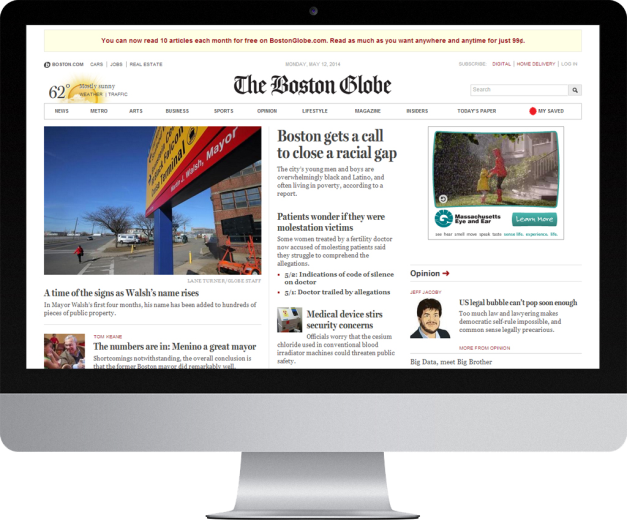 You can now read 10 articles each month for free on BostonGlobe.com. Read as much as you want anywhere and anytime for just 99¢.
BOSTON.COM CARS | JOBS | REAL ESTATE
MONDAY, MAY 12, 2014
SUBSCRIBE: DIGITAL | HOME DELIVERY | LOG IN
62° Mostly sunny
WEATHER | TRAFFIC
The Boston Globe
Search
NEWS METRO ARTS BUSINESS SPORTS OPINION LIFESTYLE MAGAZINE INSIDERS TODAY'S PAPER MY SAVED
Black Falcon
Terminal
Martin J. Walsh, Mayor
LANE TURNER/GLOBE STAFF
A time of the signs as Walsh's name rises
In Mayor Walsh's first four months, his name has been added to hundreds of
pieces of public property.
TOM KEANE
The numbers are in: Menino a great mayor
Shortcomings notwithstanding, the overall conclusion is
that the former Boston mayor did remarkably well.
Boston gets a call
to close a racial gap
The city's young men and boys are
overwhelmingly black and Latino, and
often living in poverty, according to a
report.
Patients wonder if they were
molestation victims
Some women treated by a fertility doctor
now accused of molesting patients said
they struggle to comprehend the
allegations.
5/2: Indications of code of silence
on doctor
5/1: Doctor trailed by allegations
Medical device stirs
security concerns
Officials worry that the cesium
chloride used in conventional blood
irradiator machines could threaten public
safety.
Massachusetts
Eye and Ear
Learn More
see hear smell move speak taste some life. experience. life.
Opinion
JEFF JACOBY
US legal bubble can't pop soon enough
Too much law and lawyering makes
democratic self-rule impossible, and
common sense legally precarious.
MORE FROM OPINION
Big Data, meet Big Brother